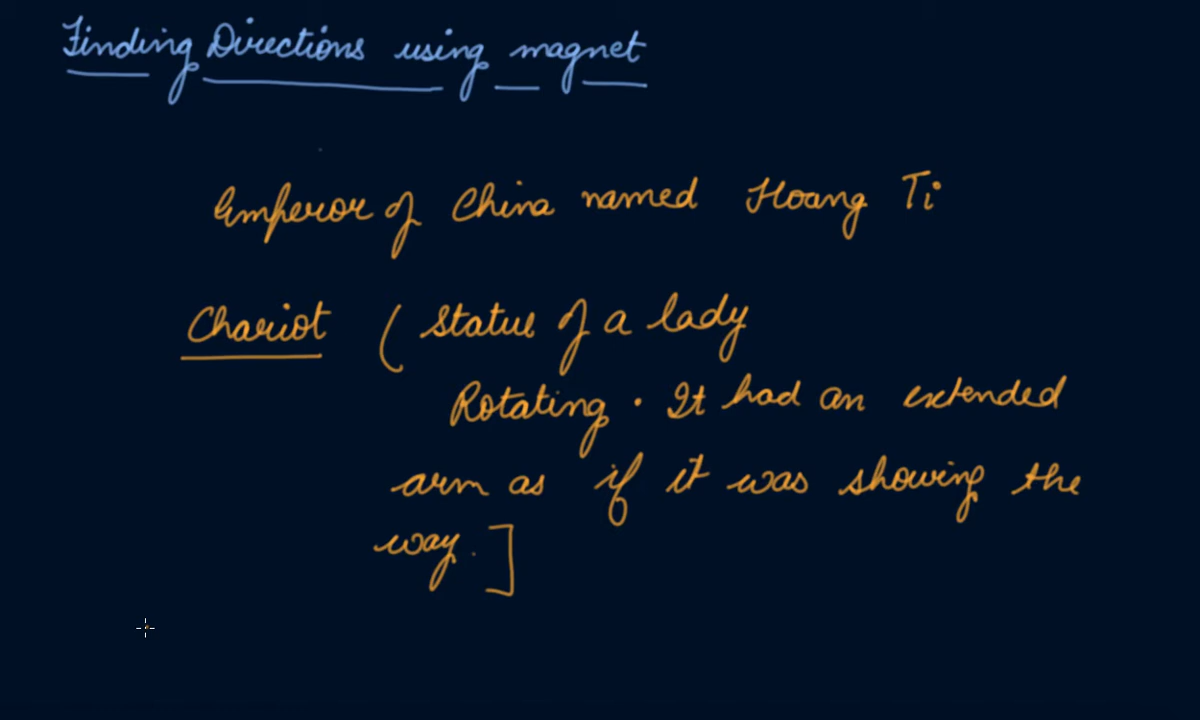 Finding Directions using magnet
Emperor of China named Hoang Ti
Chariot ( Statue of a lady
Rotating . It had an extended
arm as if it was showing the
way. ]